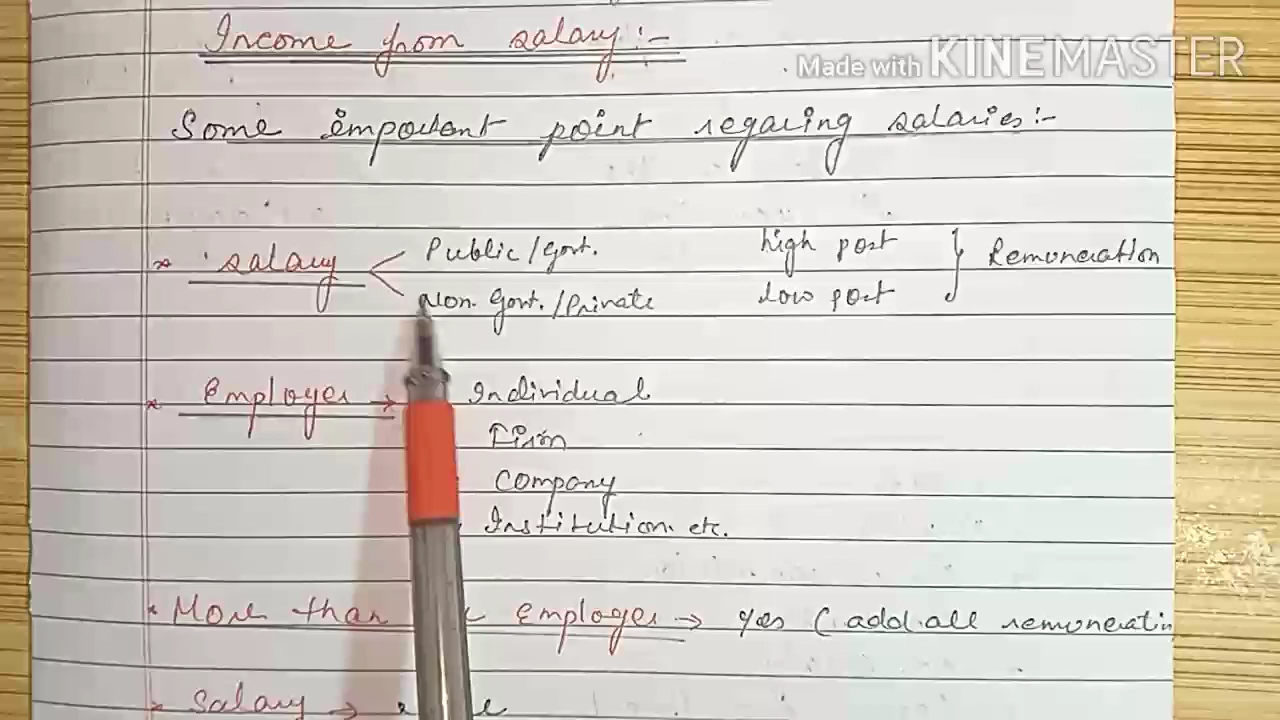 Income from salary:-
Made with KINEMASTER
Some important point regaring salaries:-
* salary Public/Govt. high post Remuneration
Non. Govt./Private low post
* Employer → Individual
Firm
Company
Institution etc.
* More than employer → yes (add all remuneratin
* Salary →